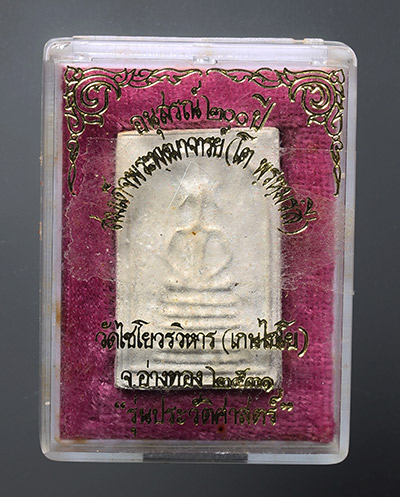 อนุสรณ์ ๒๐๐ ปี
สมเด็จพระพุฒาจารย์ (โต พฺรหฺมรํสี)
วัดไชโยวรวิหาร (เกษไชโย)
จ.อ่างทอง ๒๕๓๑
"รุ่นประวัติศาสตร์"